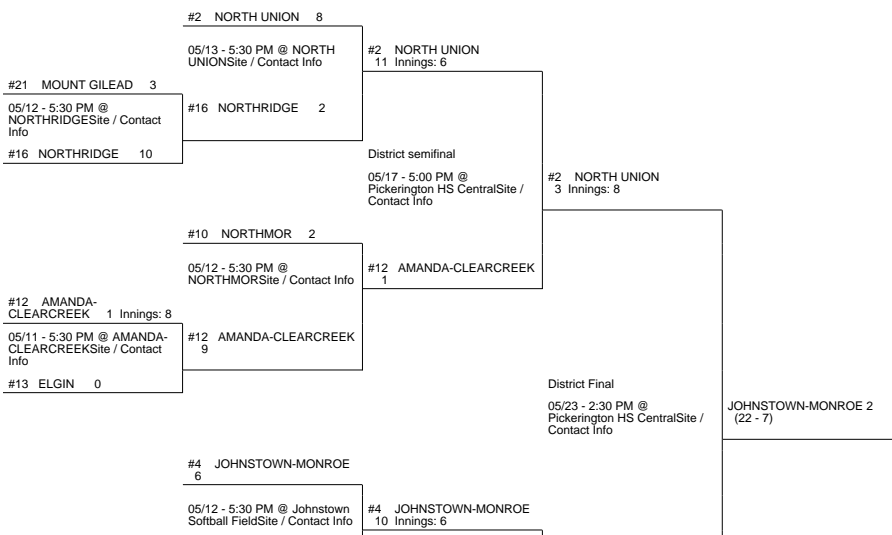 #2 NORTH UNION 8
05/13 - 5:30 PM @ NORTH
UNIONSite / Contact Info
#2 NORTH UNION
11 Innings: 6
#21 MOUNT GILEAD 3
05/12 - 5:30 PM @
NORTHRIDGESite / Contact
Info
#16 NORTHRIDGE 2
#16 NORTHRIDGE 10
District semifinal
05/17 - 5:00 PM @
Pickerington HS CentralSite /
Contact Info
#2 NORTH UNION
3 Innings: 8
#10 NORTHMOR 2
05/12 - 5:30 PM @
NORTHMORSite / Contact Info
#12 AMANDA-CLEARCREEK
1
#12 AMANDA-
CLEARCREEK 1 Innings: 8
05/11 - 5:30 PM @ AMANDA-
CLEARCREEKSite / Contact
Info
#12 AMANDA-CLEARCREEK
9
#13 ELGIN 0
District Final
05/23 - 2:30 PM @
Pickerington HS CentralSite /
Contact Info
JOHNSTOWN-MONROE 2
(22 - 7)
#4 JOHNSTOWN-MONROE
6
05/12 - 5:30 PM @ Johnstown
Softball FieldSite / Contact Info
#4 JOHNSTOWN-MONROE
10 Innings: 6